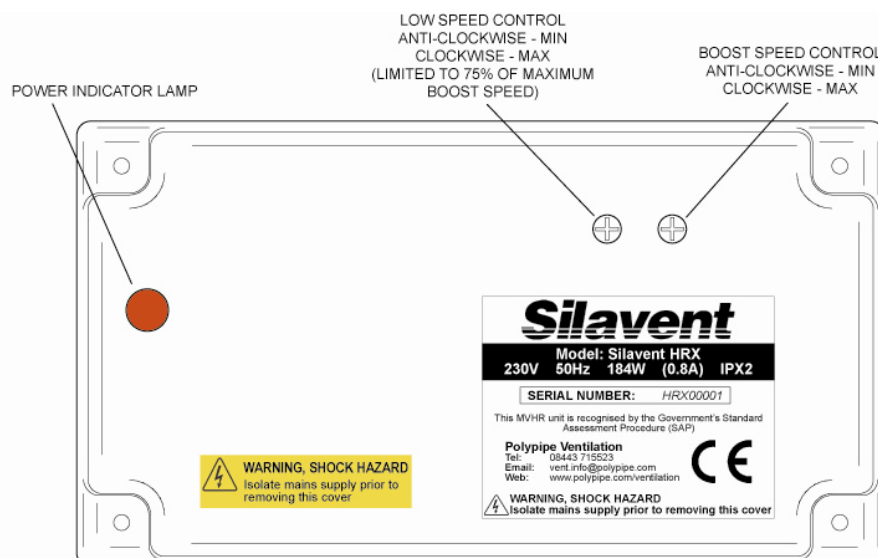 LOW SPEED CONTROL
ANTI-CLOCKWISE - MIN
CLOCKWISE - MAX
(LIMITED TO 75% OF MAXIMUM
BOOST SPEED)
BOOST SPEED CONTROL
ANTI-CLOCKWISE - MIN
CLOCKWISE - MAX
POWER INDICATOR LAMP
Silavent
Model: Silavent HRX
230V 50Hz 184W (0.8A) IPX2
SERIAL NUMBER: HRX00001
This MVHR unit is recognised by the Government's Standard
Assessment Procedure (SAP)
Polypipe Ventilation
Tel: 08443 715523
Email: vent.info@polypipe.com
Web: www.polypipe.com/ventilation
CE
WARNING, SHOCK HAZARD
Isolate mains supply prior to removing this cover
WARNING, SHOCK HAZARD
Isolate mains supply prior to
removing this cover